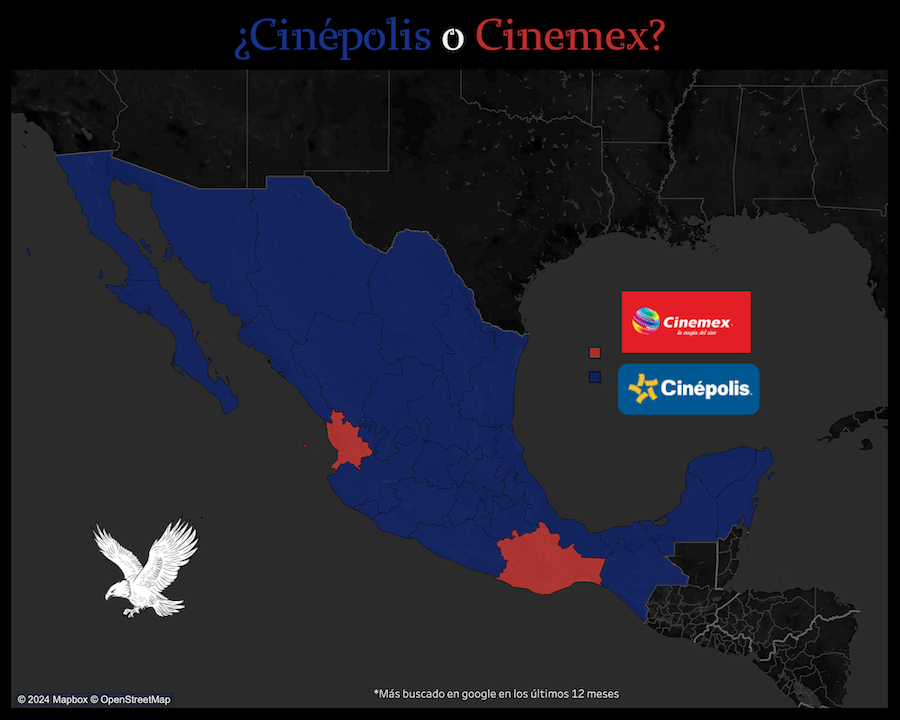 ¿Cinépolis o Cinemex?
Cinemex
la magia del cine
Cinépolis
*Más buscado en google en los últimos 12 meses
© 2024 Mapbox © OpenStreetMap